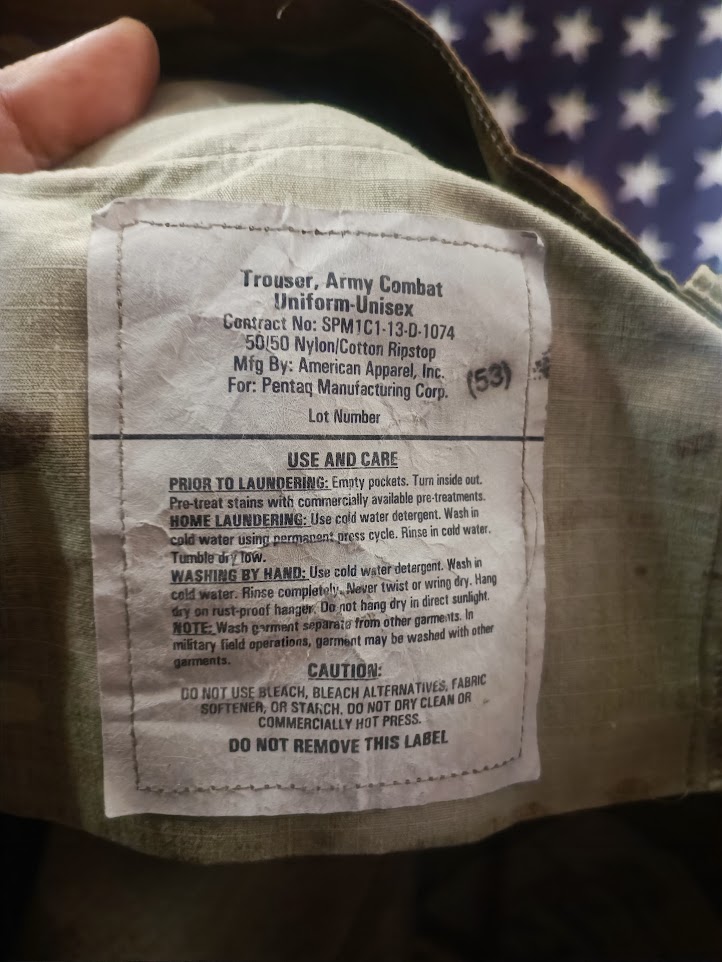 Trouser, Army Combat
Uniform-Unisex
Contract No: SPM1C1-13-D-1074
50/50 Nylon/Cotton Ripstop
Mfg By: American Apparel, Inc.
For: Pentaq Manufacturing Corp.
(53)
Lot Number
USE AND CARE
PRIOR TO LAUNDERING: Empty pockets. Turn inside out.
Pre-treat stains with commercially available pre-treatments.
HOME LAUNDERING: Use cold water detergent. Wash in
cold water using permanent press cycle. Rinse in cold water.
Tumble dry low.
WASHING BY HAND: Use cold water detergent. Wash in
cold water. Rinse completely. Never twist or wring dry. Hang
dry on rust-proof hanger. Do not hang dry in direct sunlight.
NOTE: Wash garment separate from other garments. In
military field operations, garment may be washed with other
garments.
CAUTION:
DO NOT USE BLEACH, BLEACH ALTERNATIVES, FABRIC
SOFTENER, OR STARCH, DO NOT DRY CLEAN OR
COMMERCIALLY HOT PRESS.
DO NOT REMOVE THIS LABEL